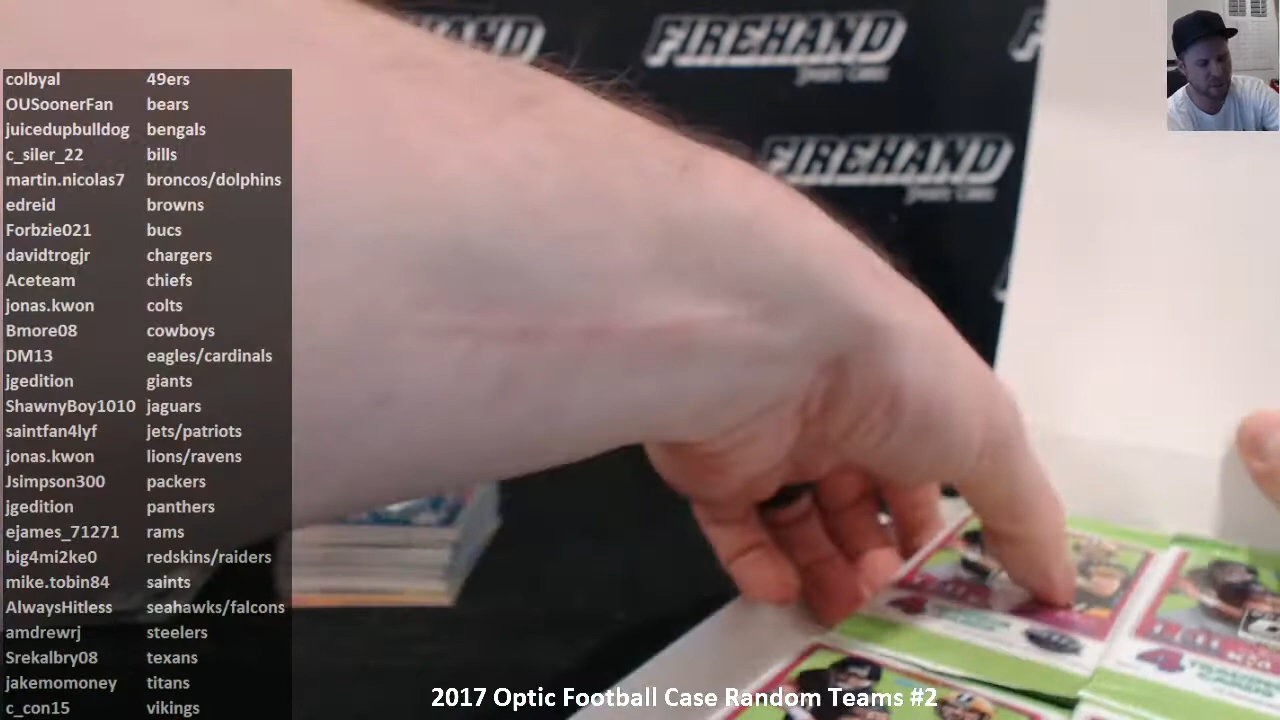 FIREHAND
FIREHAND
colbyal 49ers
OUSoonerFan bears
juicedupbulldog bengals
c_siler_22 bills
martin.nicolas7 broncos/dolphins
edreid browns
Forbzie021 bucs
davidtrogjr chargers
Aceteam chiefs
jonas.kwon colts
Bmore08 cowboys
DM13 eagles/cardinals
jgedition giants
ShawnyBoy1010 jaguars
saintfan4lyf jets/patriots
jonas.kwon lions/ravens
Jsimpson300 packers
jgedition panthers
ejames_71271 rams
big4mi2ke0 redskins/raiders
mike.tobin84 saints
AlwaysHitless seahawks/falcons
amdrewrj steelers
Srekalbry08 texans
jakemomoney titans
c_con15 vikings
4
4
2017 Optic Football Case Random Teams #2